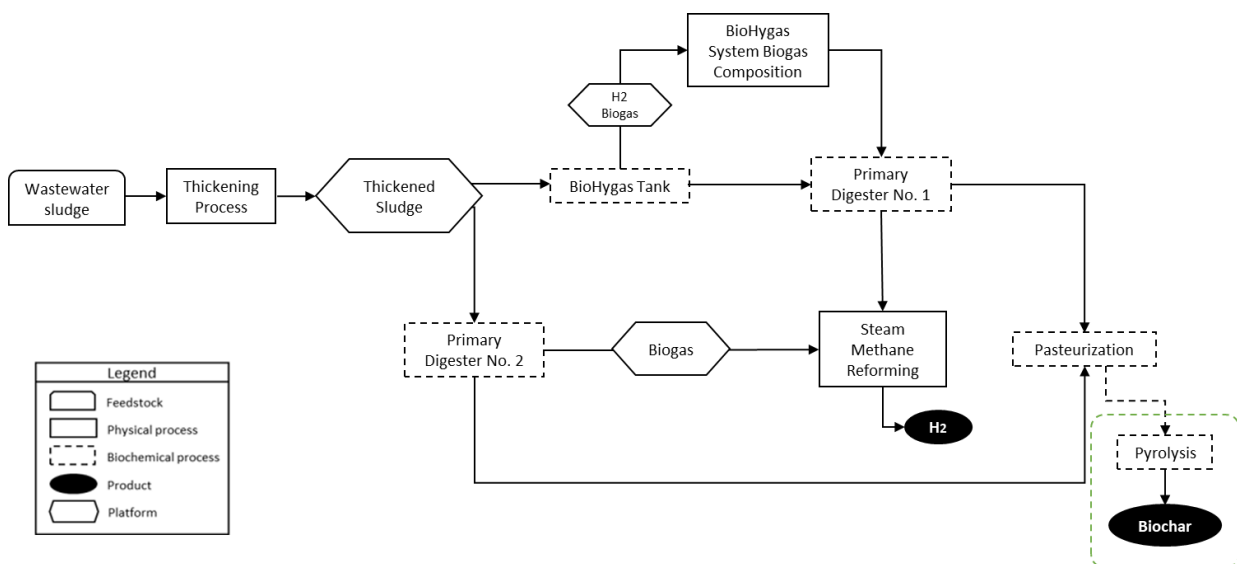 BioHygas
System Biogas
Composition
H2
Biogas
Wastewater
sludge
Thickening
Process
Thickened
Sludge
BioHygas Tank
Primary
Digester No. 1
Primary
Digester No. 2
Biogas
Steam
Methane
Reforming
Pasteurization
H2
Pyrolysis
Biochar
Legend
Feedstock
Physical process
Biochemical process
Product
Platform